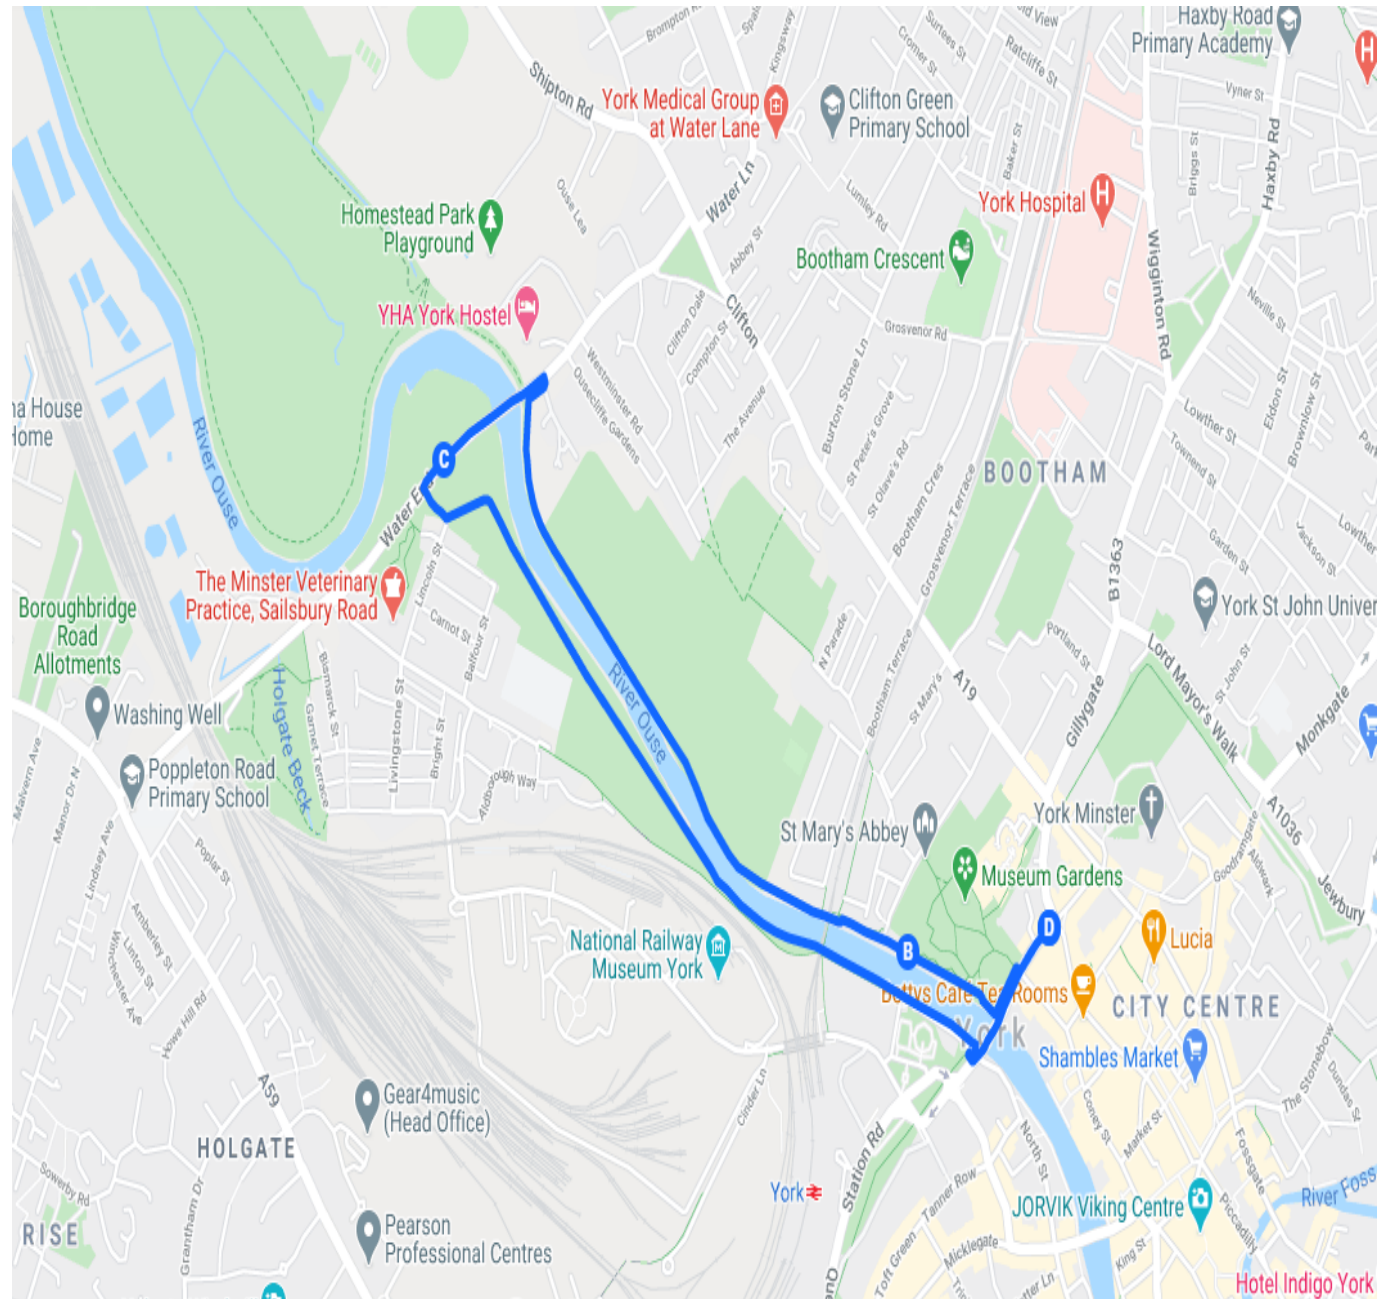 Haxby Road
Primary Academy
Brompton Rd
Kingsway
Surtees St
Ratcliffe St
Cromer St
Shipton Rd
York Medical Group
at Water Lane
Clifton Green
Primary School
Vyner St
Baker St
Briggs St
Haxby Rd
Water Ln
Ouse Lea
Lumley Rd
York Hospital
Homestead Park
Playground
Abbey St
Bootham Crescent
Wigginton Rd
YHA York Hostel
Clifton Dale
Clifton
Compton St
Grosvenor Rd
Neville St
Westminster Rd
Ousecliffe Gardens
The Avenue
Burton Stone Ln
St Peter's Grove
St Olave's Rd
Bootham Cres
Grosvenor Terrace
Eldon St
Brownlow St
Lowther St
Townend St
House
Home
River Ouse
C
Water End
BOOTHAM
Lowther
Jackson St
Garden St
B1363
The Minster Veterinary
Practice, Sailsbury Road
Lincoln St
Carnot St
Balfour St
Boroughbridge
Road
Allotments
York St John Univer
N Parade
Portland St
Lord Mayor's Walk
St John St
Monkgate
Bootham Terrace
St Mary's
A19
Gillygate
River Ouse
Holgate Beck
Bismarck St
Garnet Terrace
Livingstone St
Bright St
Washing Well
Malvern Ave
Manor Dr N
Poppleton Road
Primary School
Aldborough Way
Lindsey Ave
Poplar St
York Minster
St Mary's Abbey
Museum Gardens
Goodramgate
Aldwark
A1036
Jewbury
Amberley St
Linton St
Winchester Ave
Howe Hill Rd
National Railway
Museum York
B
D
Lucia
Bettys Café Tea Rooms
CITY CENTRE
York
Shambles Market
The Stonebow
Dundas St
A59
Gear4music
(Head Office)
Cinder Ln
Coney St
Market St
Fossgate
HOLGATE
Station Rd
North St
Tanner Row
Sowerby Rd
Grantham Dr
York
JORVIK Viking Centre
River Foss
Piccadilly
RISE
Pearson
Professional Centres
Toft Green
Micklegate
King St
Hotel Indigo York